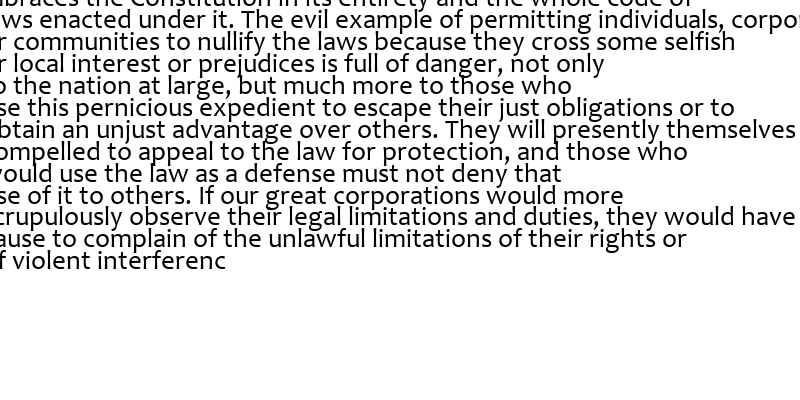 braces the Constitution in its entirety and the whole code of
ws enacted under it. The evil example of permitting individuals, corpo
r communities to nullify the laws because they cross some selfish
r local interest or prejudices is full of danger, not only
o the nation at large, but much more to those who
se this pernicious expedient to escape their just obligations or to
btain an unjust advantage over others. They will presently themselves
ompelled to appeal to the law for protection, and those who
would use the law as a defense must not deny that
se of it to others. If our great corporations would more
crupulously observe their legal limitations and duties, they would have
ause to complain of the unlawful limitations of their rights or
f violent interferenc